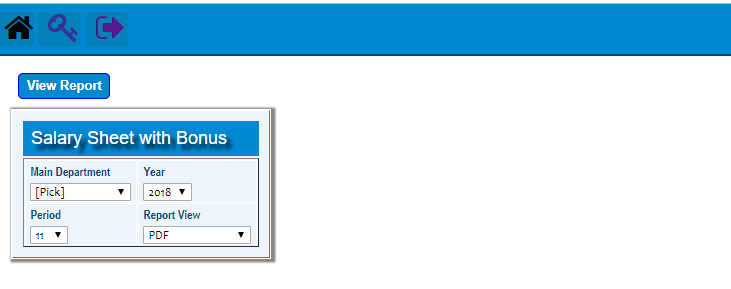 View Report
Salary Sheet with Bonus
Main Department Year
[Pick] 2018
Period Report View
11 PDF